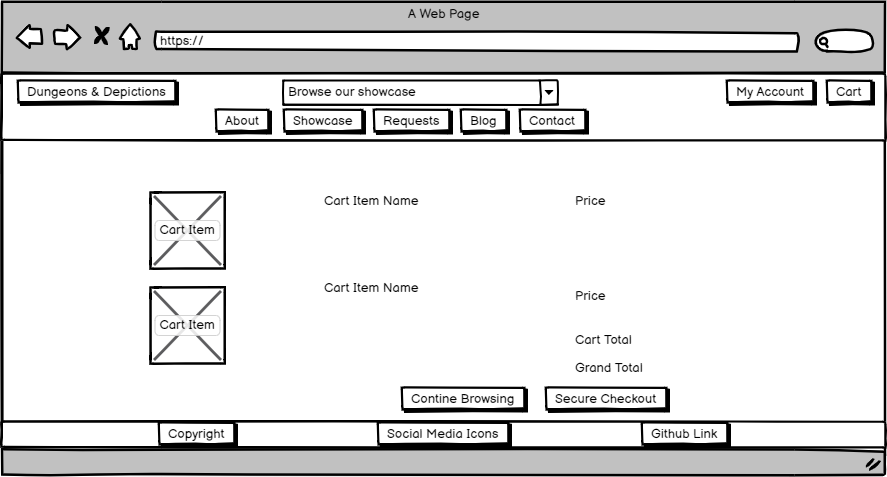 A Web Page
https://
Dungeons & Depictions
Browse our showcase
My Account
Cart
About
Showcase
Requests
Blog
Contact
Cart Item
Cart Item Name
Price
Cart Item
Cart Item Name
Price
Cart Total
Grand Total
Contine Browsing
Secure Checkout
Copyright
Social Media Icons
Github Link